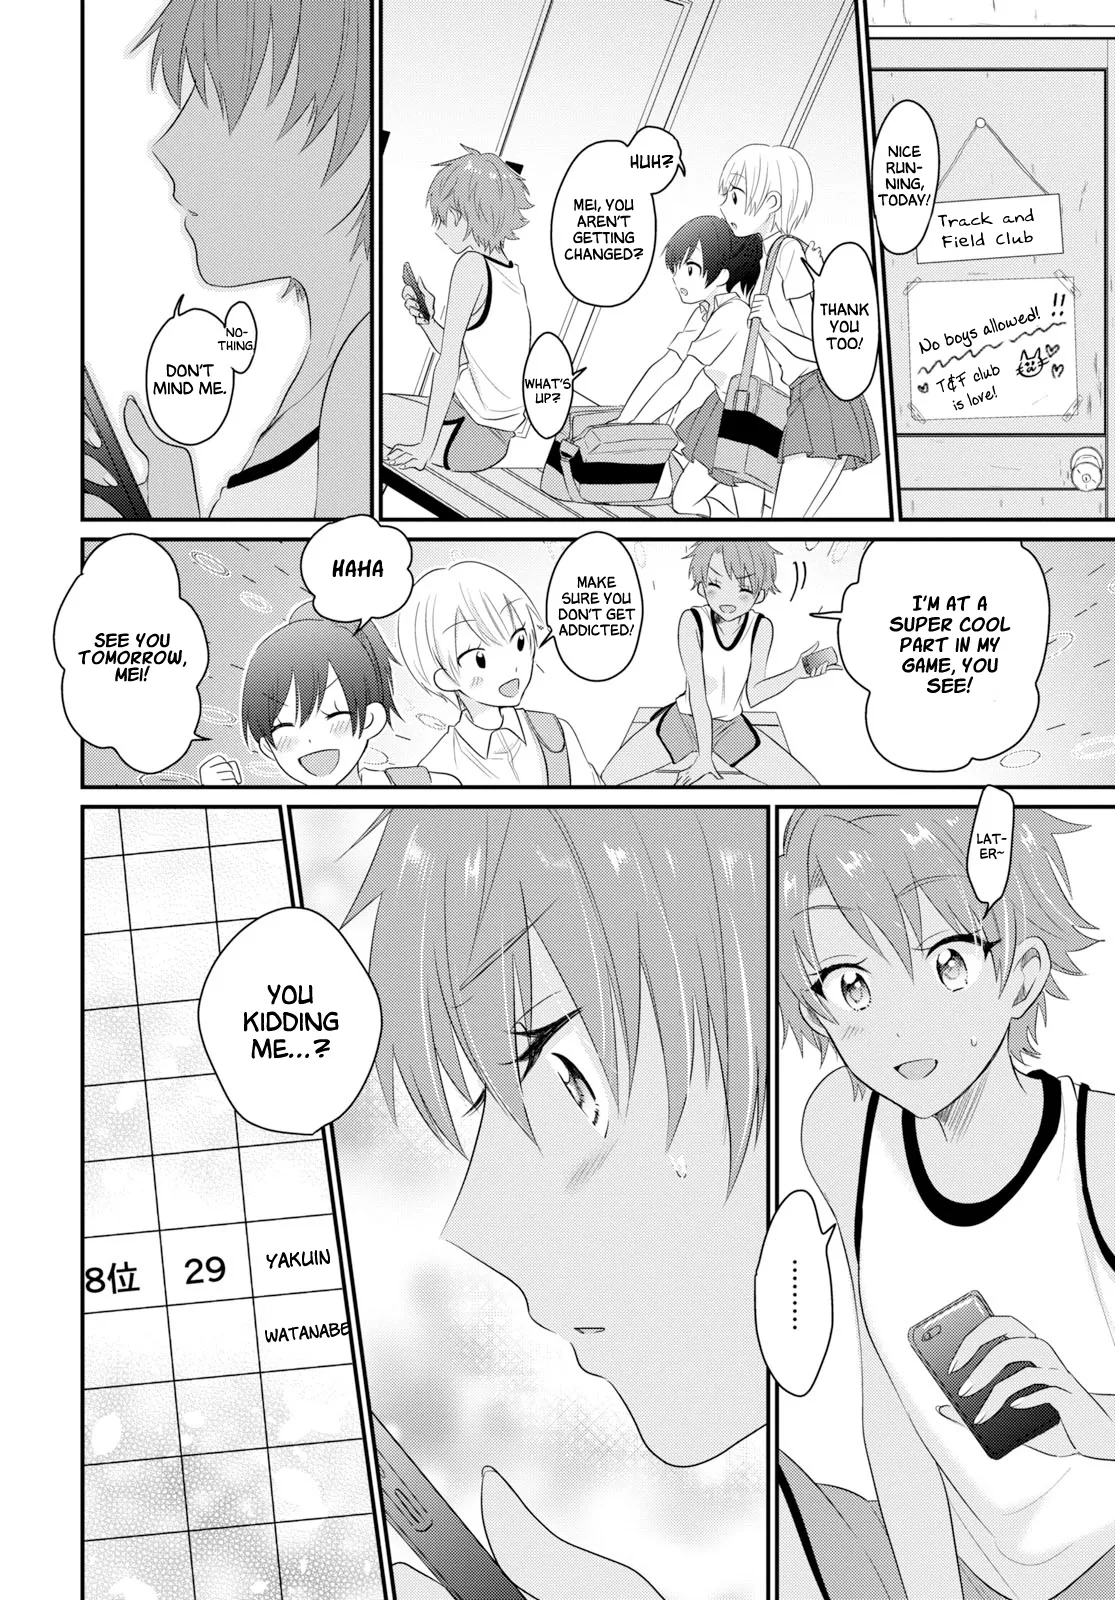 NICE
RUN-
NING,
TODAY!
Track and
Field Club
No boys allowed! !!
♡ T&F club
is love!
THANK
YOU
TOO!
HUH?
MEI, YOU
AREN'T
GETTING
CHANGED?
WHAT'S
UP?
NO-
THING.
DON'T
MIND ME.
I'M AT A
SUPER COOL
PART IN MY
GAME, YOU
SEE!
MAKE
SURE YOU
DON'T GET
ADDICTED!
HAHA
SEE YOU
TOMORROW,
MEI!
LAT-
ER~
.........
YOU
KIDDING
ME...?
8位 29 YAKUIN
WATANABE